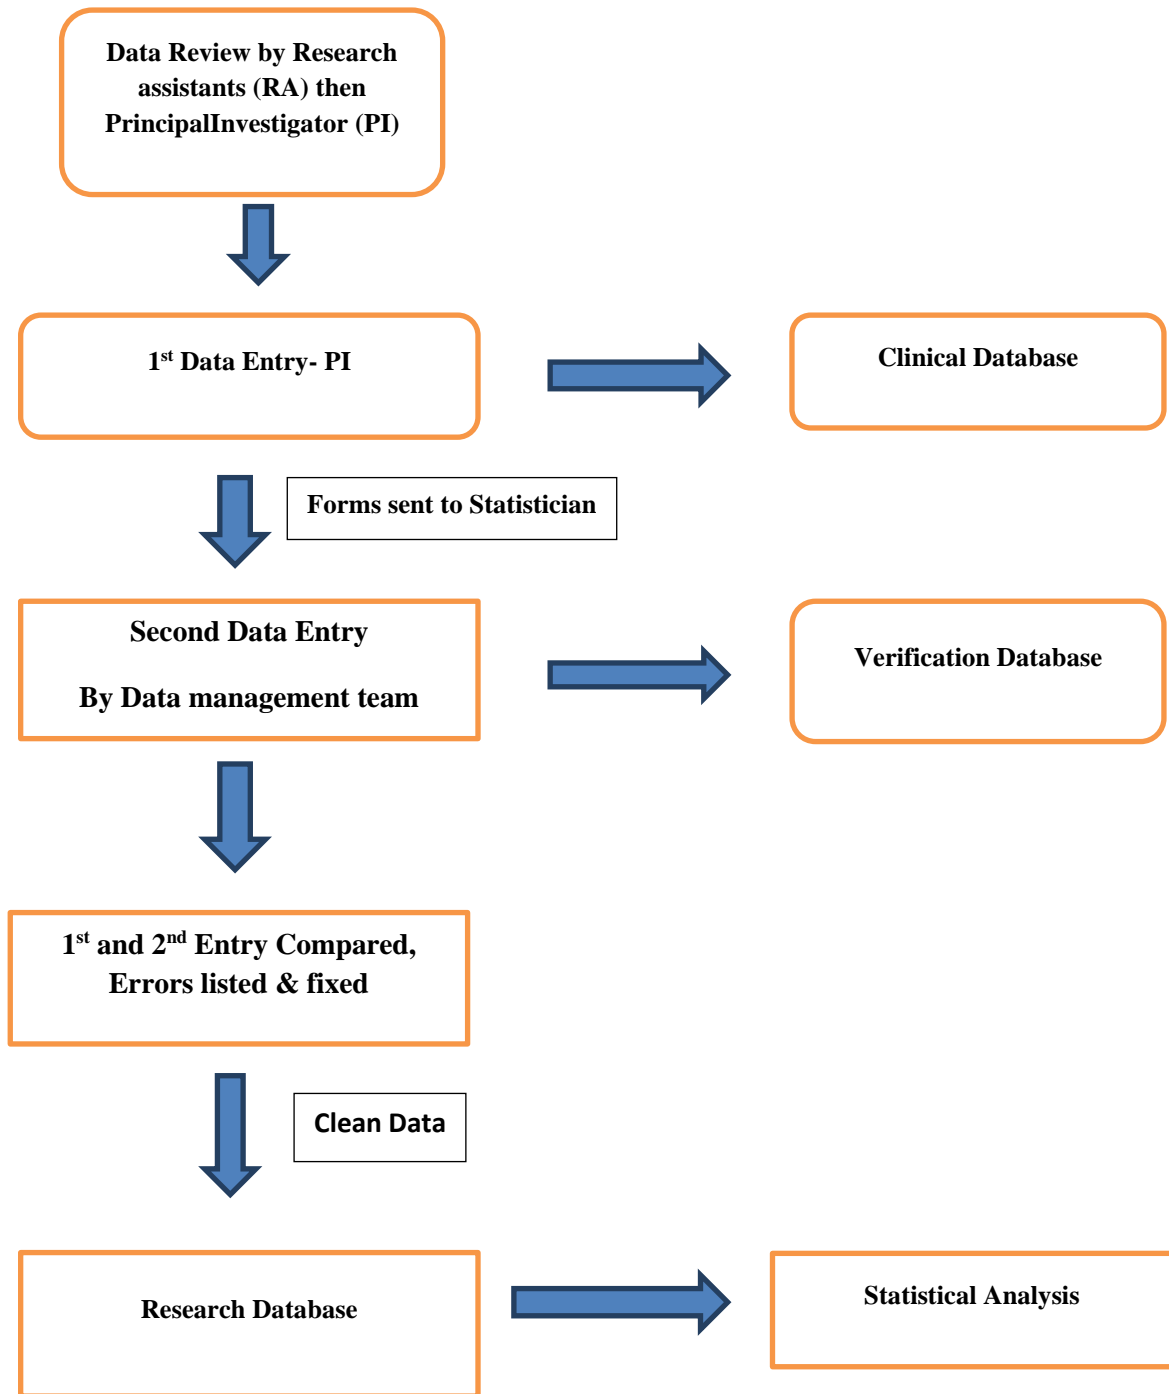 Data Review by Research
assistants (RA) then
PrincipalInvestigator (PI)
1st Data Entry- PI
Clinical Database
Forms sent to Statistician
Second Data Entry
By Data management team
Verification Database
1st and 2nd Entry Compared,
Errors listed & fixed
Clean Data
Research Database
Statistical Analysis